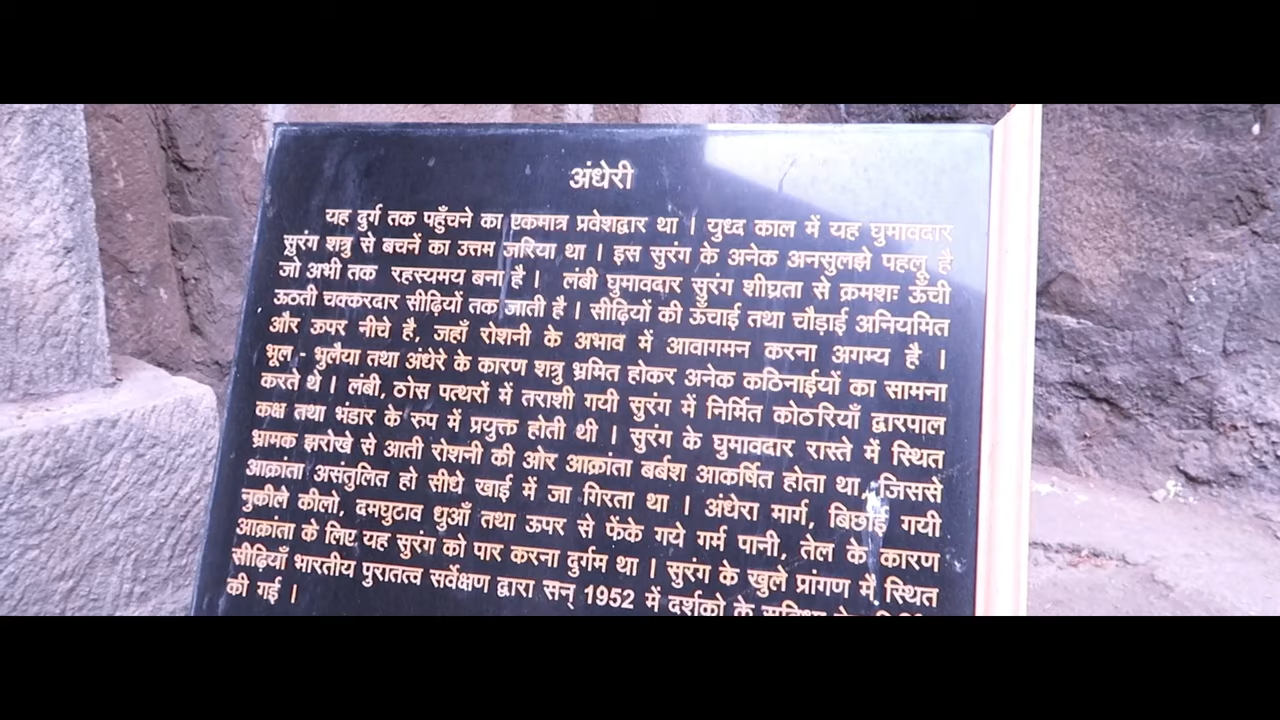 अंधेरी
यह दुर्ग तक पहुँचने का एकमात्र प्रवेशद्वार था । युध्द काल में यह घुमावदार
सुरंग शत्रु से बचनें का उत्तम जरिया था । इस सुरंग के अनेक अनसुलझे पहलू है
जो अभी तक रहस्यमय बना है । लंबी घुमावदार सुरंग शीघ्रता से क्रमशः ऊँची
ऊठती चक्करदार सीढ़ियों तक जाती है । सीढ़ियों की ऊँचाई तथा चौड़ाई अनियमित
और ऊपर नीचे है, जहाँ रोशनी के अभाव में आवागमन करना अगम्य है ।
भूल - भुलैया तथा अंधेरे के कारण शत्रु भ्रमित होकर अनेक कठिनाईयों का सामना
करते थे । लंबी, ठोस पत्थरों में तराशी गयी सुरंग में निर्मित कोठरियाँ द्वारपाल
कक्ष तथा भंडार के रुप में प्रयुक्त होती थी । सुरंग के घुमावदार रास्ते में स्थित
भ्रामक झरोखे से आती रोशनी की ओर आक्रांता बर्बश आकर्षित होता था, जिससे
आक्रांता असंतुलित हो सीधे खाई में जा गिरता था । अंधेरा मार्ग, बिछाई गयी
नुकीले कीलो, दमघुटाव धुआँ तथा ऊपर से फेंके गये गर्म पानी, तेल के कारण
आक्रांता के लिए यह सुरंग को पार करना दुर्गम था । सुरंग के खुले प्रांगण में स्थित
सीढ़ियाँ भारतीय पुरातत्व सर्वेक्षण द्वारा सन् 1952 में दर्शको के
की गई ।